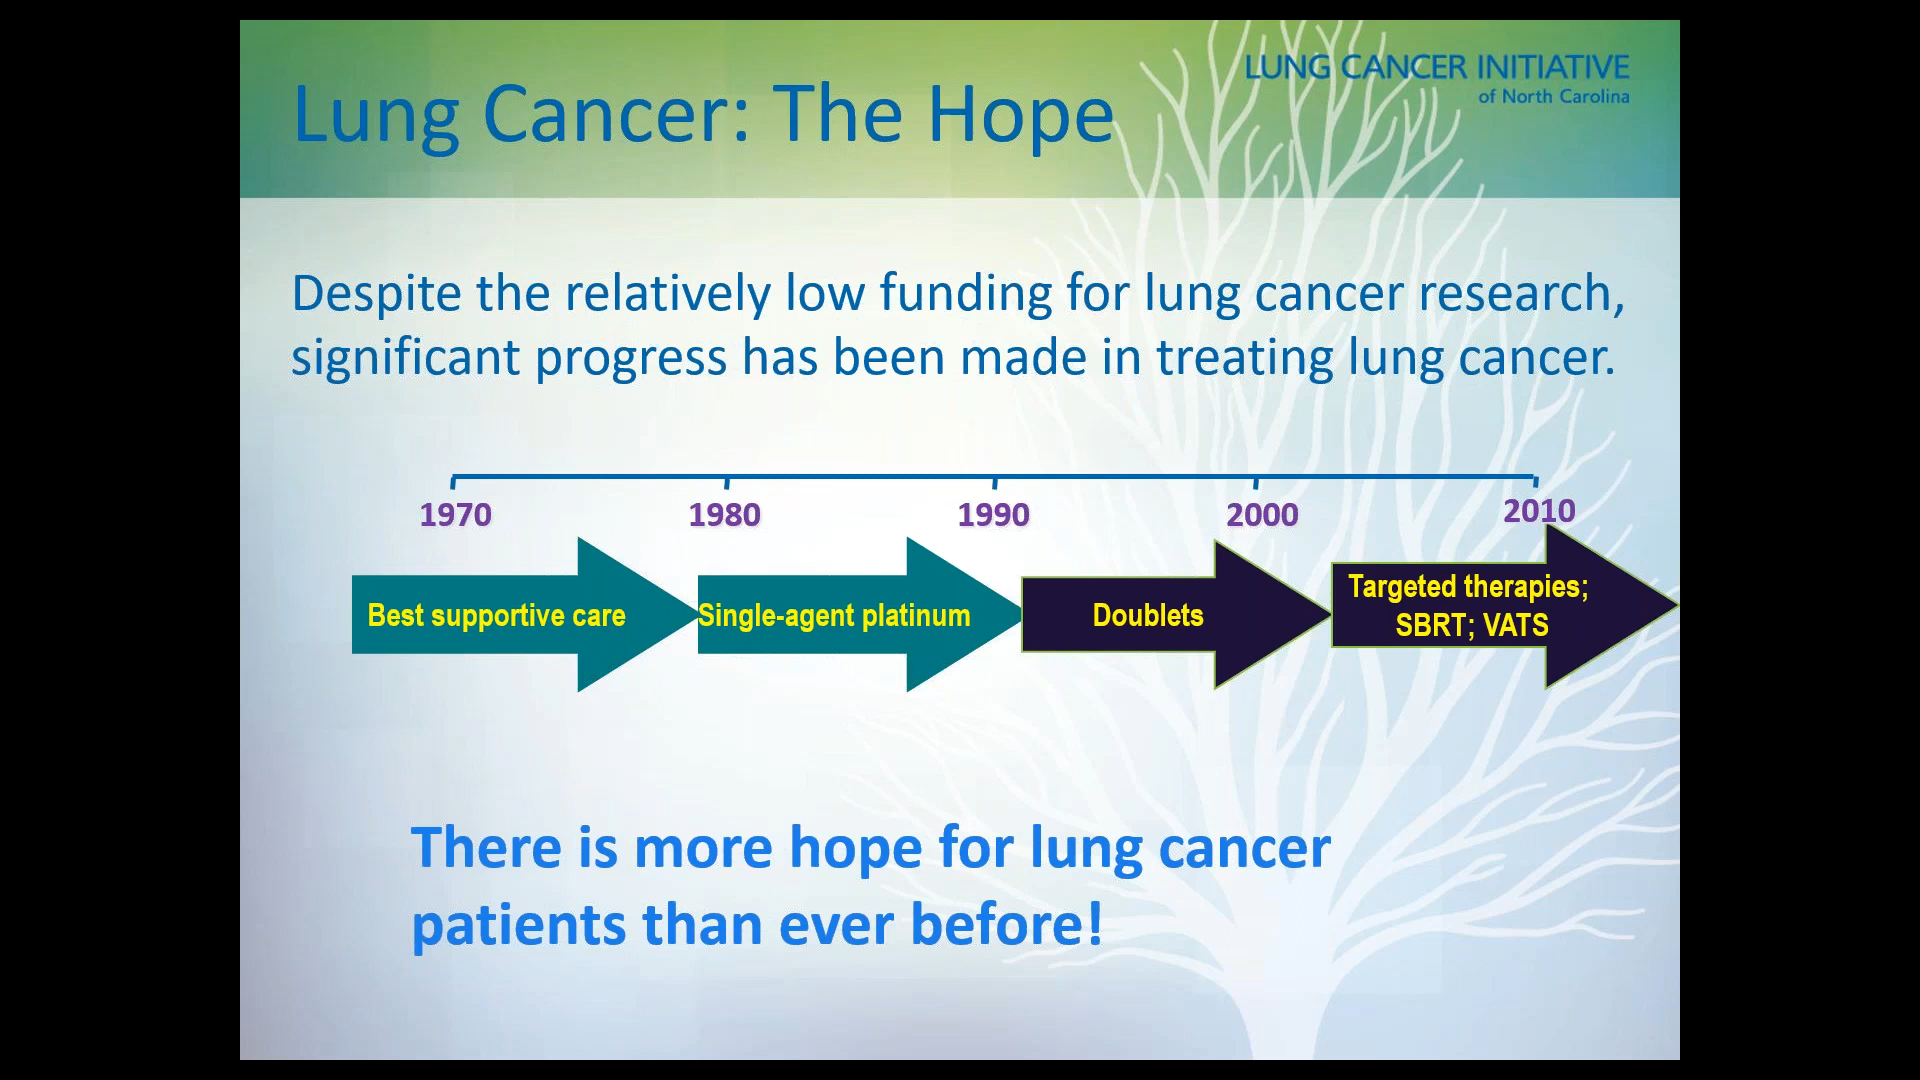 LUNG CANCER INITIATIVE
of North Carolina
Lung Cancer: The Hope
Despite the relatively low funding for lung cancer research,
significant progress has been made in treating lung cancer.
1970 1980 1990 2000 2010
Best supportive care
Single-agent platinum
Doublets
Targeted therapies;
SBRT; VATS
There is more hope for lung cancer
patients than ever before!